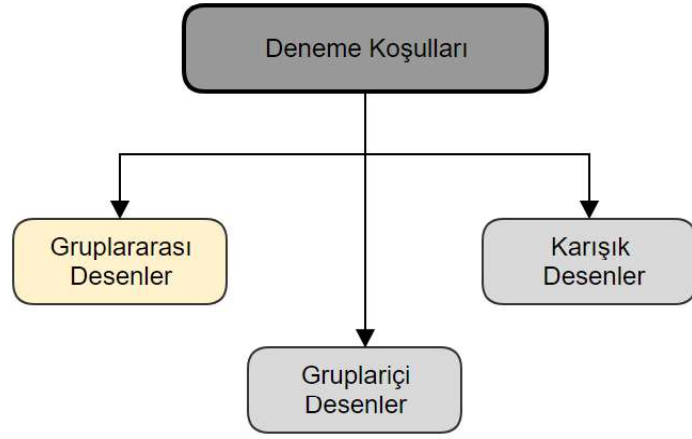 Deneme Koşulları
Gruplararası
Desenler
Karışık
Desenler
Gruplariçi
Desenler